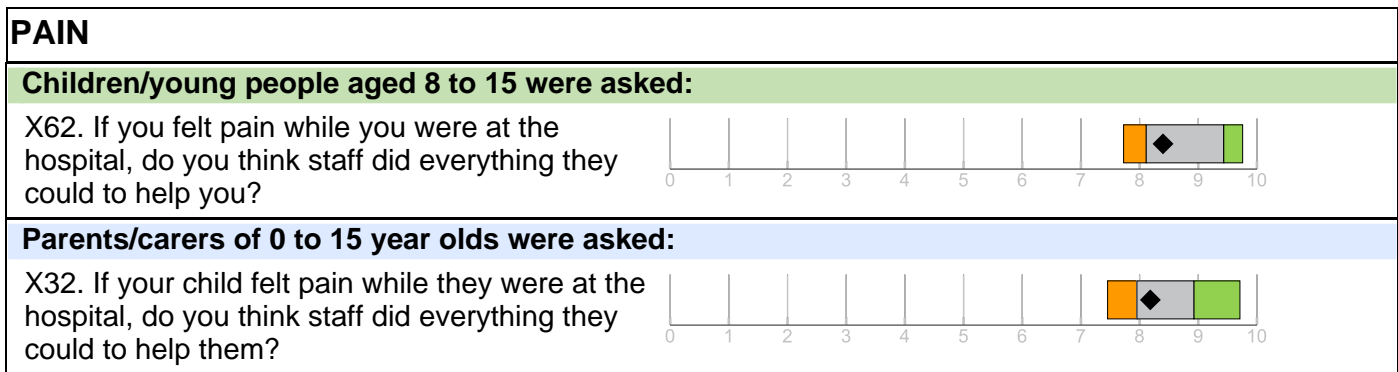 PAIN
Children/young people aged 8 to 15 were asked:
X62. If you felt pain while you were at the
hospital, do you think staff did everything they
could to help you?
0 1 2 3 4 5 6 7 8 9 10
Parents/carers of 0 to 15 year olds were asked:
X32. If your child felt pain while they were at the
hospital, do you think staff did everything they
could to help them?
0 1 2 3 4 5 6 7 8 9 10